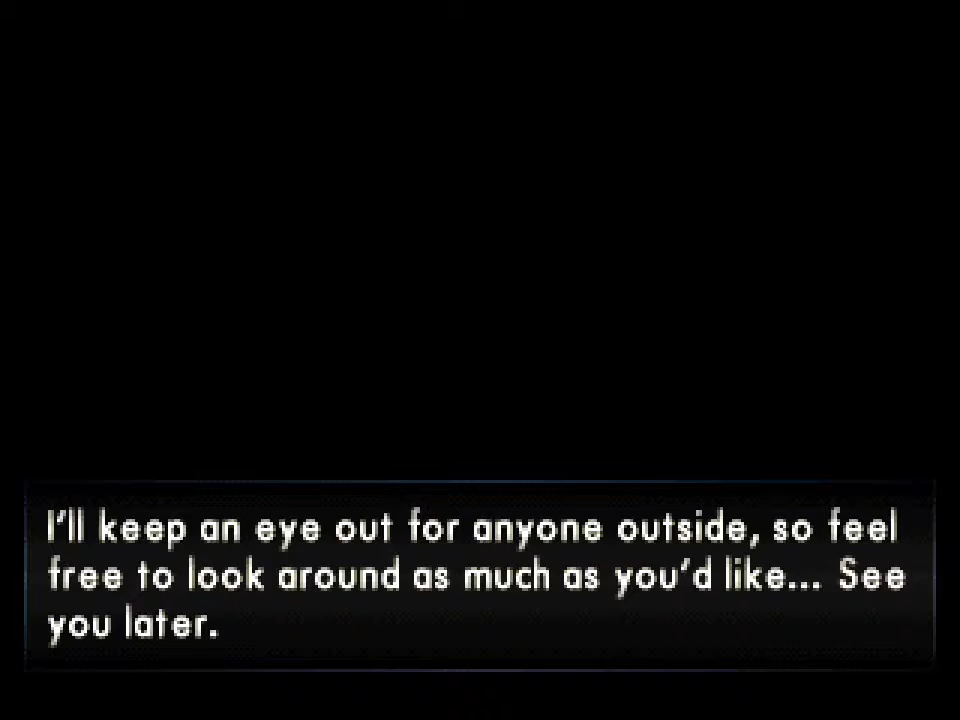 I'll keep an eye out for anyone outside, so feel
free to look around as much as you'd like... See
you later.